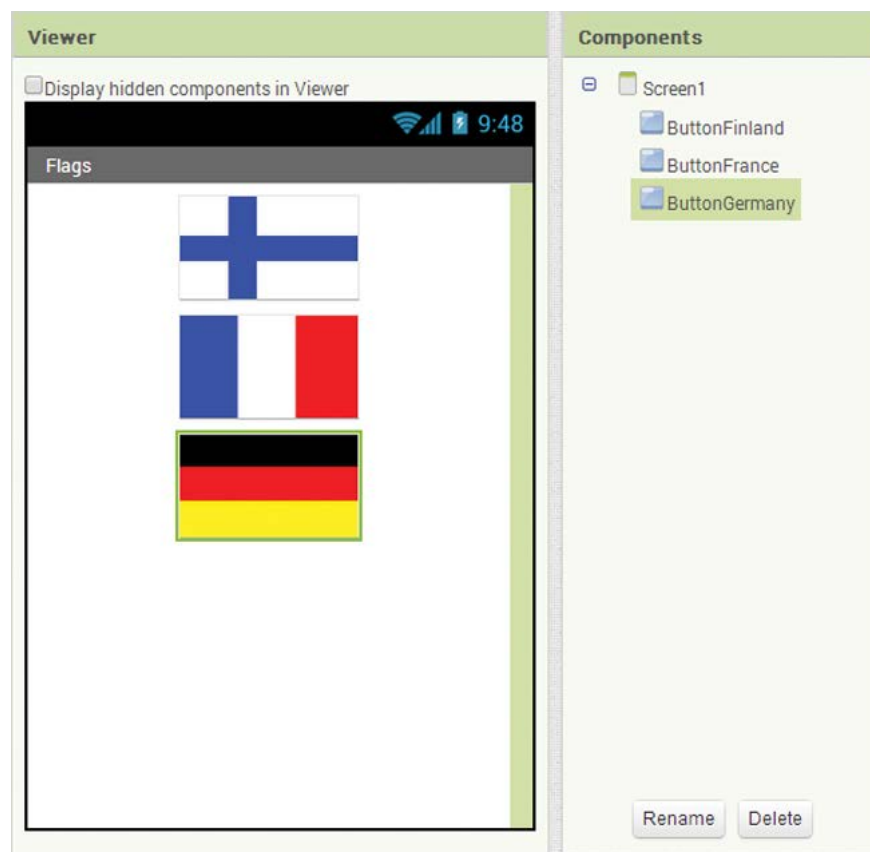 Viewer
Display hidden components in Viewer
9:48
Flags
Components
Screen1
ButtonFinland
ButtonFrance
ButtonGermany
Rename
Delete